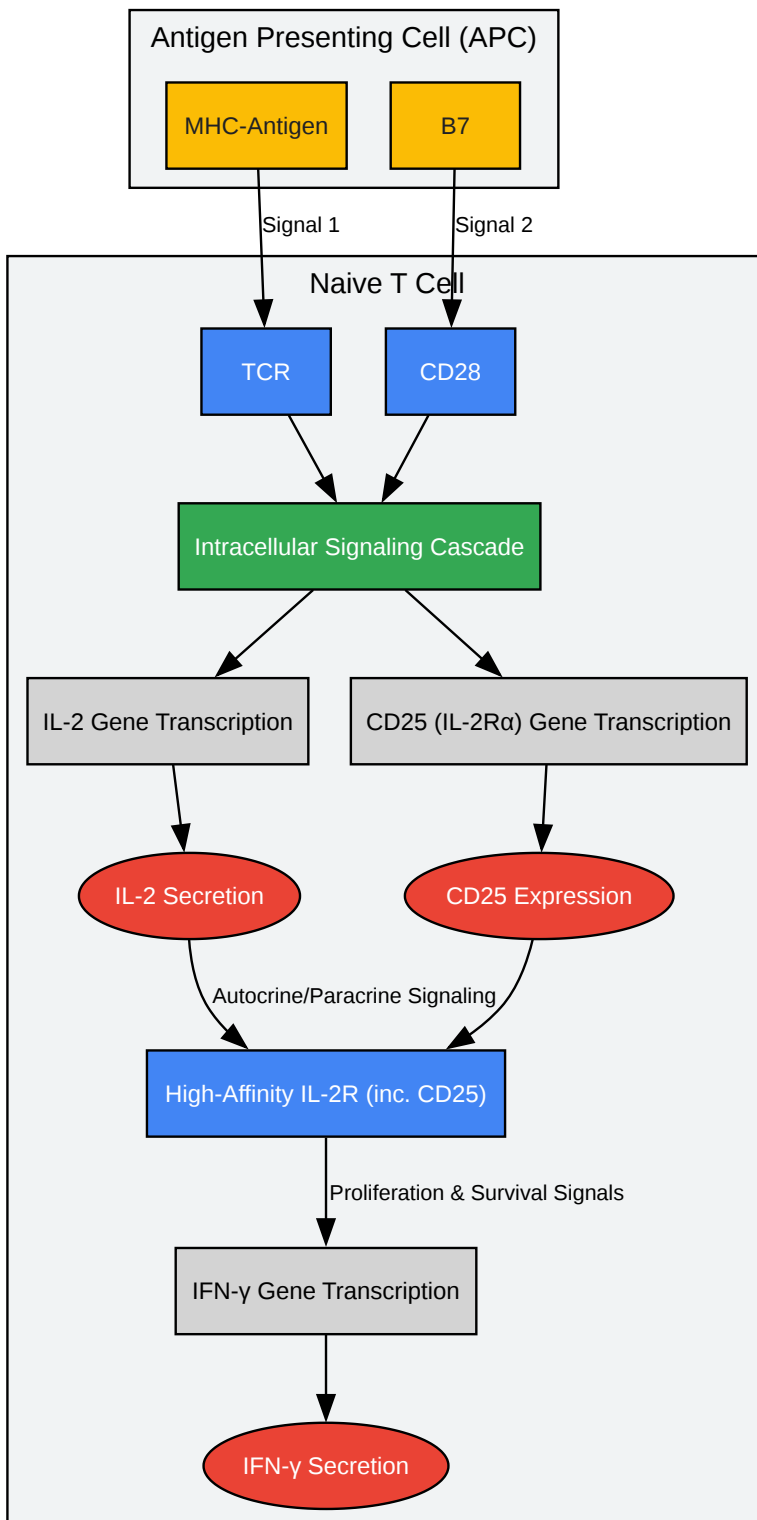 Antigen Presenting Cell (APC)
MHC-Antigen
B7
Signal 1
Signal 2
Naive T Cell
TCR
CD28
Intracellular Signaling Cascade
IL-2 Gene Transcription
CD25 (IL-2Rα) Gene Transcription
IL-2 Secretion
CD25 Expression
Autocrine/Paracrine Signaling
High-Affinity IL-2R (inc. CD25)
Proliferation & Survival Signals
IFN-γ Gene Transcription
IFN-γ Secretion